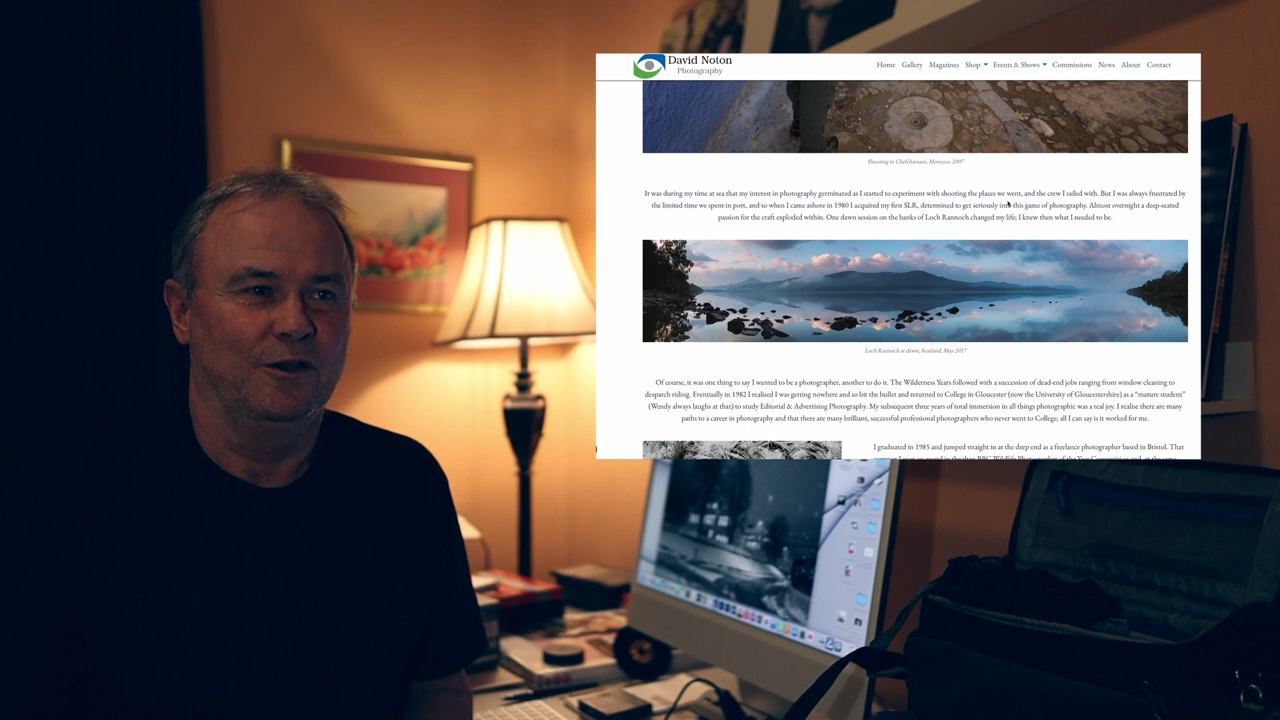 David Noton
Photography
Home Gallery Magazines Shop Events & Shows Commissions News About Contact
Shooting in Chefchaouen, Morocco, 2007
It was during my time at sea that my interest in photography germinated as I started to experiment with shooting the places we went, and the crew I sailed with. But I was always frustrated by
the limited time we spent in port, and so when I came ashore in 1980 I acquired my first SLR, determined to get seriously into this game of photography. Almost overnight a deep-seated
passion for the craft exploded within. One dawn session on the banks of Loch Rannoch changed my life; I knew then what I needed to be.
Loch Rannoch at dawn, Scotland, May 2017
Of course, it was one thing to say I wanted to be a photographer, another to do it. The Wilderness Years followed with a succession of dead-end jobs ranging from window cleaning to
despatch riding. Eventually in 1982 I realised I was getting nowhere and so bit the bullet and returned to College in Gloucester (now the University of Gloucestershire) as a “mature student”
(Wendy always laughs at that) to study Editorial & Advertising Photography. My subsequent three years of total immersion in all things photographic was a real joy. I realise there are many
paths to a career in photography and that there are many brilliant, successful professional photographers who never went to College; all I can say is it worked for me.
I graduated in 1985 and jumped straight in at the deep end as a freelance photographer based in Bristol. That